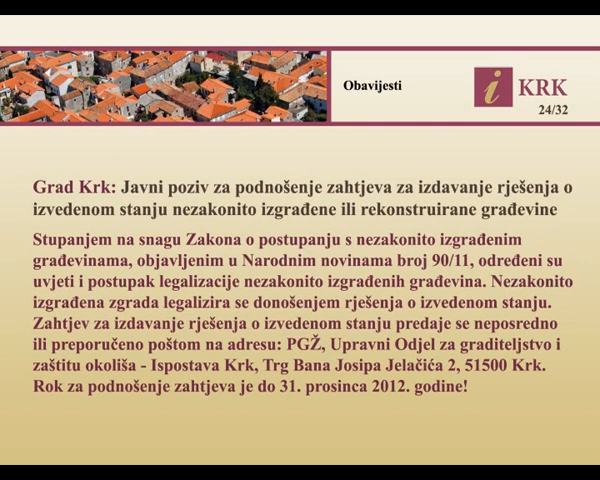 Obavijesti
i KRK
24/32
Grad Krk: Javni poziv za podnošenje zahtjeva za izdavanje rješenja o
izvedenom stanju nezakonito izgrađene ili rekonstruirane građevine
Stupanjem na snagu Zakona o postupanju s nezakonito izgrađenim
građevinama, objavljenim u Narodnim novinama broj 90/11, određeni su
uvjeti i postupak legalizacije nezakonito izgrađenih građevina. Nezakonito
izgrađena zgrada legalizira se donošenjem rješenja o izvedenom stanju.
Zahtjev za izdavanje rješenja o izvedenom stanju predaje se neposredno
ili preporučeno poštom na adresu: PGŽ, Upravni Odjel za graditeljstvo i
zaštitu okoliša - Ispostava Krk, Trg Bana Josipa Jelačića 2, 51500 Krk.
Rok za podnošenje zahtjeva je do 31. prosinca 2012. godine!